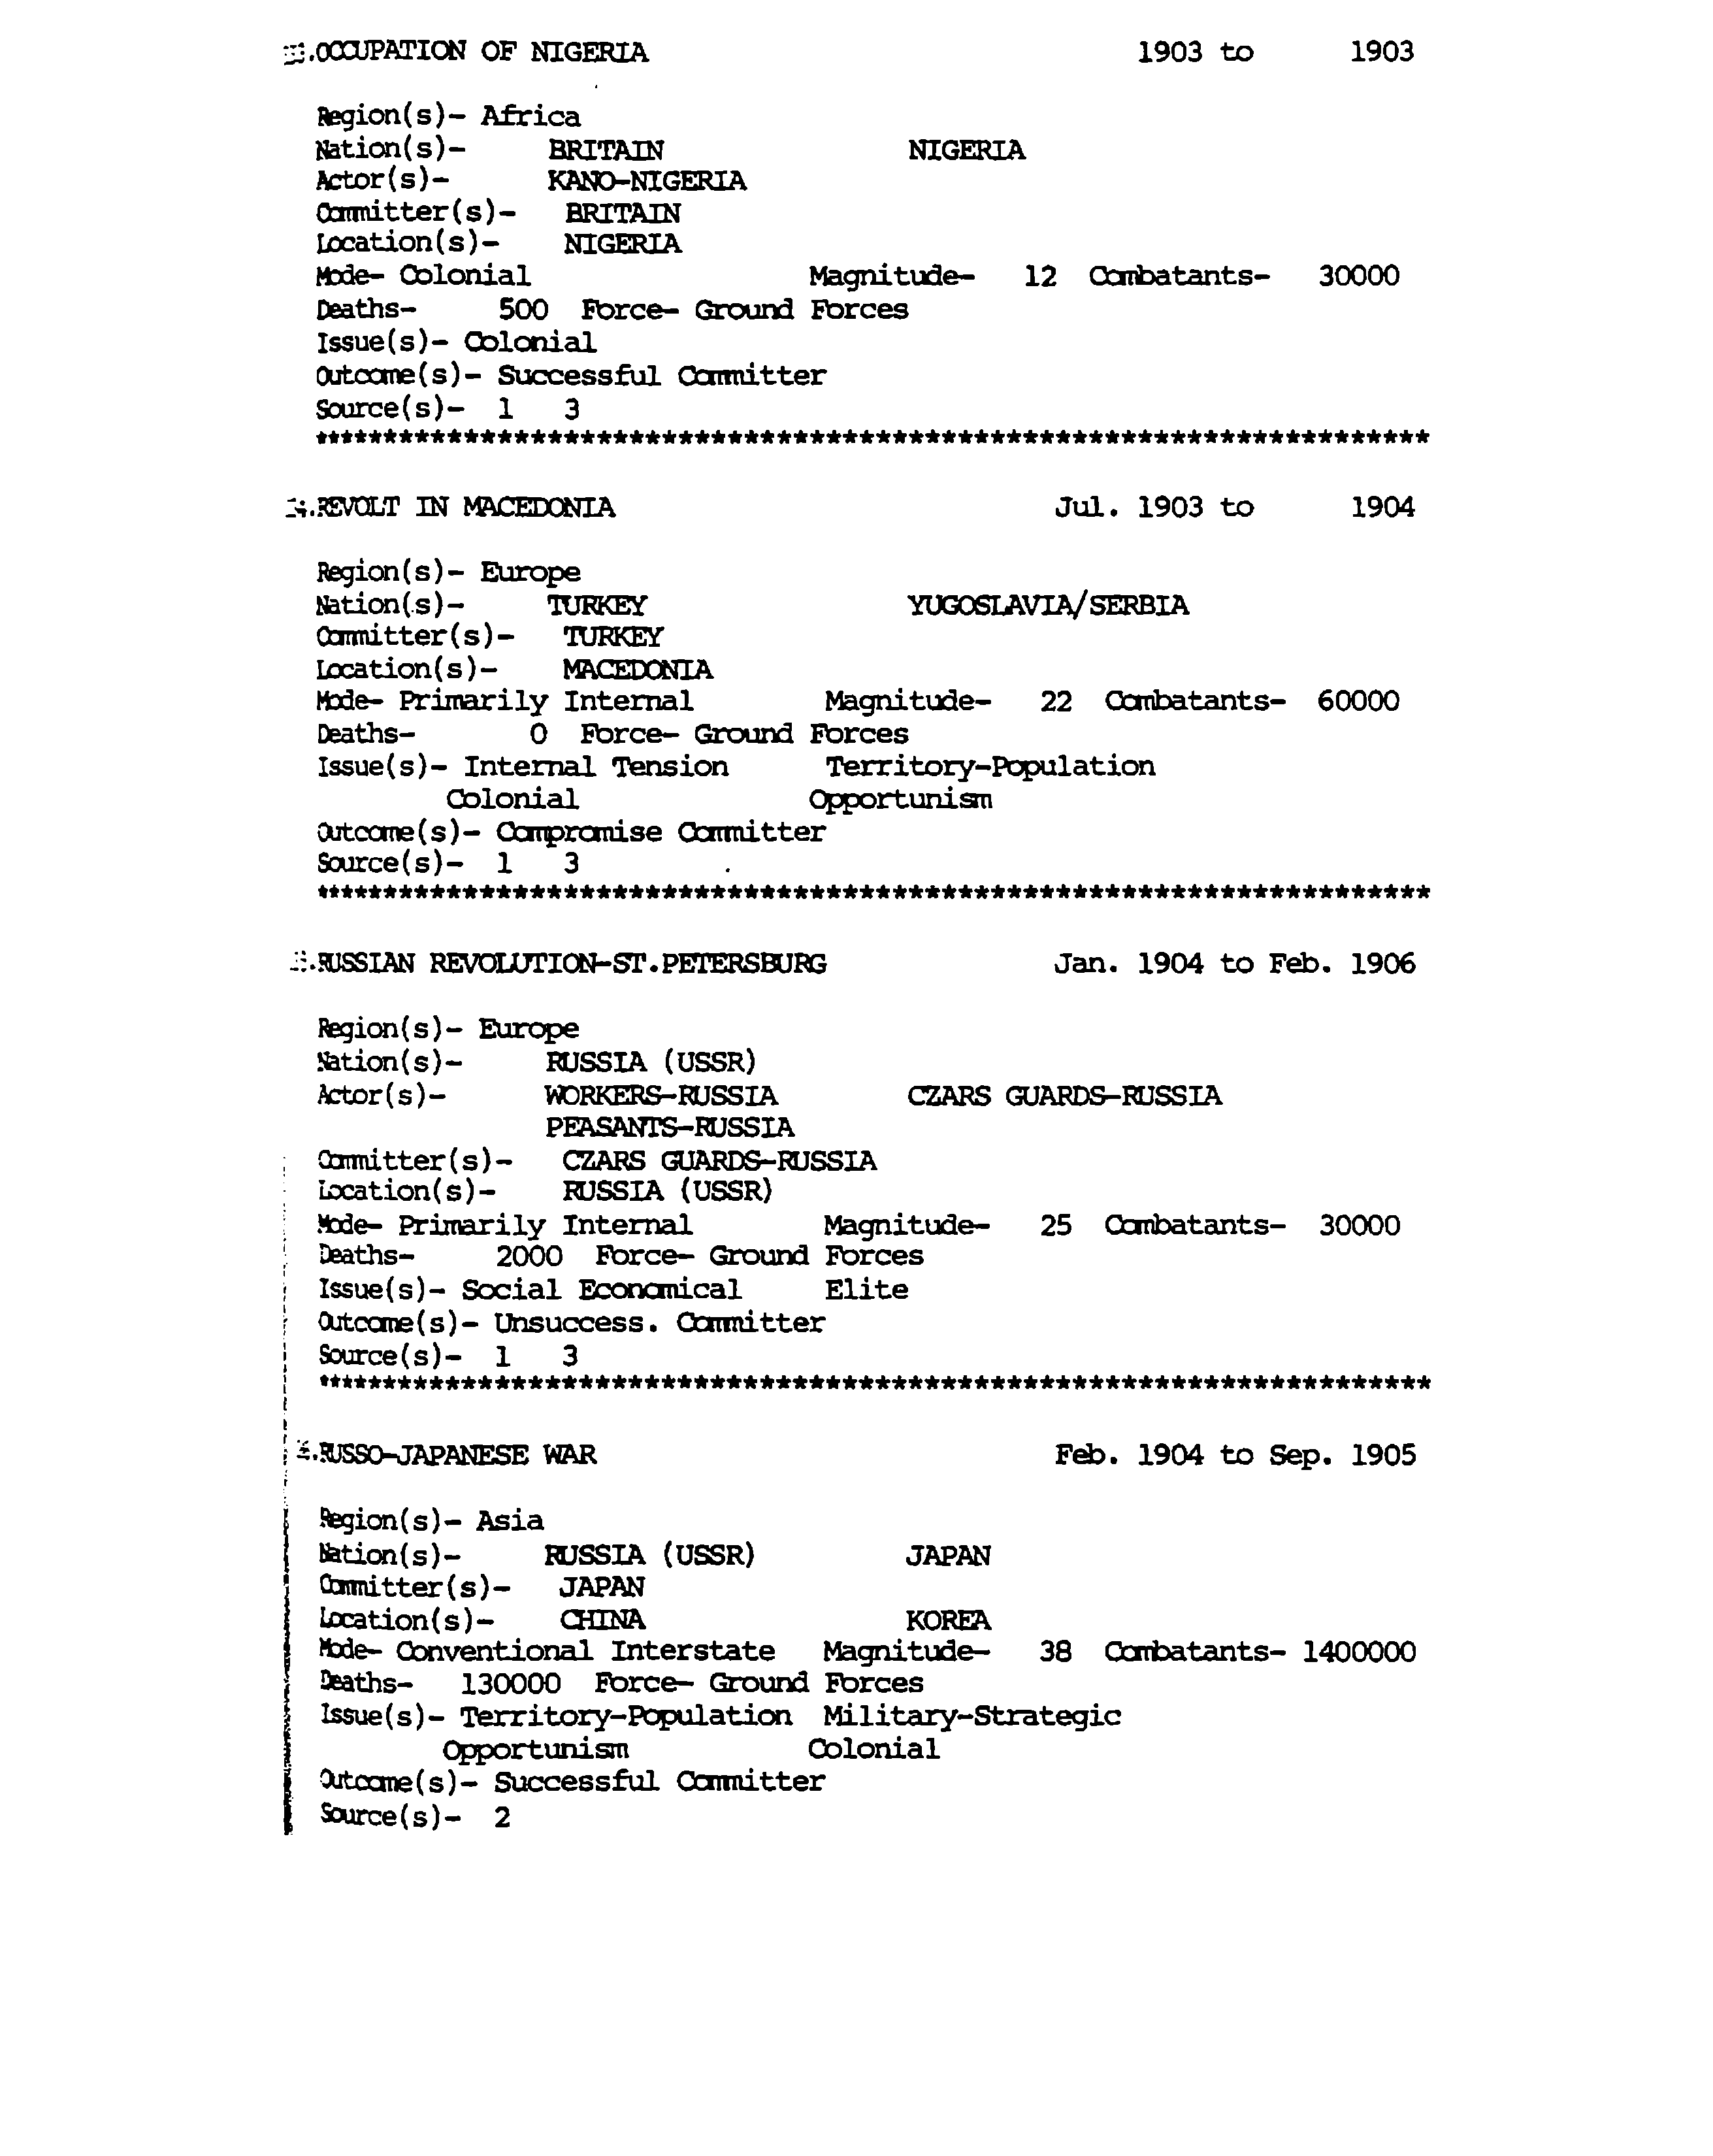 .OCCUPATION OF NIGERIA 1903 to 1903
Region(s)- Africa
Nation(s)- BRITAIN NIGERIA
Actor(s)- KANO-NIGERIA
Committer(s)- BRITAIN
Location(s)- NIGERIA
Mode- Colonial Magnitude- 12 Combatants- 30000
Deaths- 500 Force- Ground Forces
Issue(s)- Colonial
Outcome(s)- Successful Committer
Source(s)- 1 3
********************************************************************
.REVOLT IN MACEDONIA Jul. 1903 to 1904
Region(s)- Europe
Nation(s)- TURKEY YUGOSLAVIA/SERBIA
Committer(s)- TURKEY
Location(s)- MACEDONIA
Mode- Primarily Internal Magnitude- 22 Combatants- 60000
Deaths- 0 Force- Ground Forces
Issue(s)- Internal Tension Territory-Population
Colonial Opportunism
Outcome(s)- Compromise Committer
Source(s)- 1 3
********************************************************************
.RUSSIAN REVOLUTION-ST.PETERSBURG Jan. 1904 to Feb. 1906
Region(s)- Europe
Nation(s)- RUSSIA (USSR)
Actor(s)- WORKERS-RUSSIA CZARS GUARDS-RUSSIA
PEASANTS-RUSSIA
Committer(s)- CZARS GUARDS-RUSSIA
Location(s)- RUSSIA (USSR)
Mode- Primarily Internal Magnitude- 25 Combatants- 30000
Deaths- 2000 Force- Ground Forces
Issue(s)- Social Economical Elite
Outcome(s)- Unsuccess. Committer
Source(s)- 1 3
********************************************************************
.RUSSO-JAPANESE WAR Feb. 1904 to Sep. 1905
Region(s)- Asia
Nation(s)- RUSSIA (USSR) JAPAN
Committer(s)- JAPAN
Location(s)- CHINA KOREA
Mode- Conventional Interstate Magnitude- 38 Combatants- 1400000
Deaths- 130000 Force- Ground Forces
Issue(s)- Territory-Population Military-Strategic
Opportunism Colonial
Outcome(s)- Successful Committer
Source(s)- 2